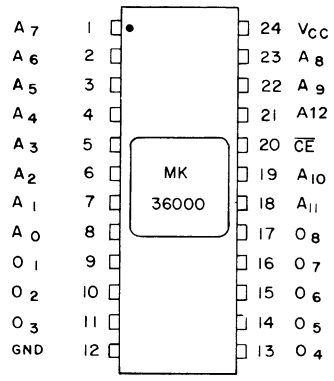 A7 1 24 VCC
A6 2 23 A8
A5 3 22 A9
A4 4 21 A12
A3 5 20 C̅E̅
A2 6 MK 19 A10
A1 7 36000 18 A11
A0 8 17 O8
O1 9 16 O7
O2 10 15 O6
O3 11 14 O5
GND 12 13 O4